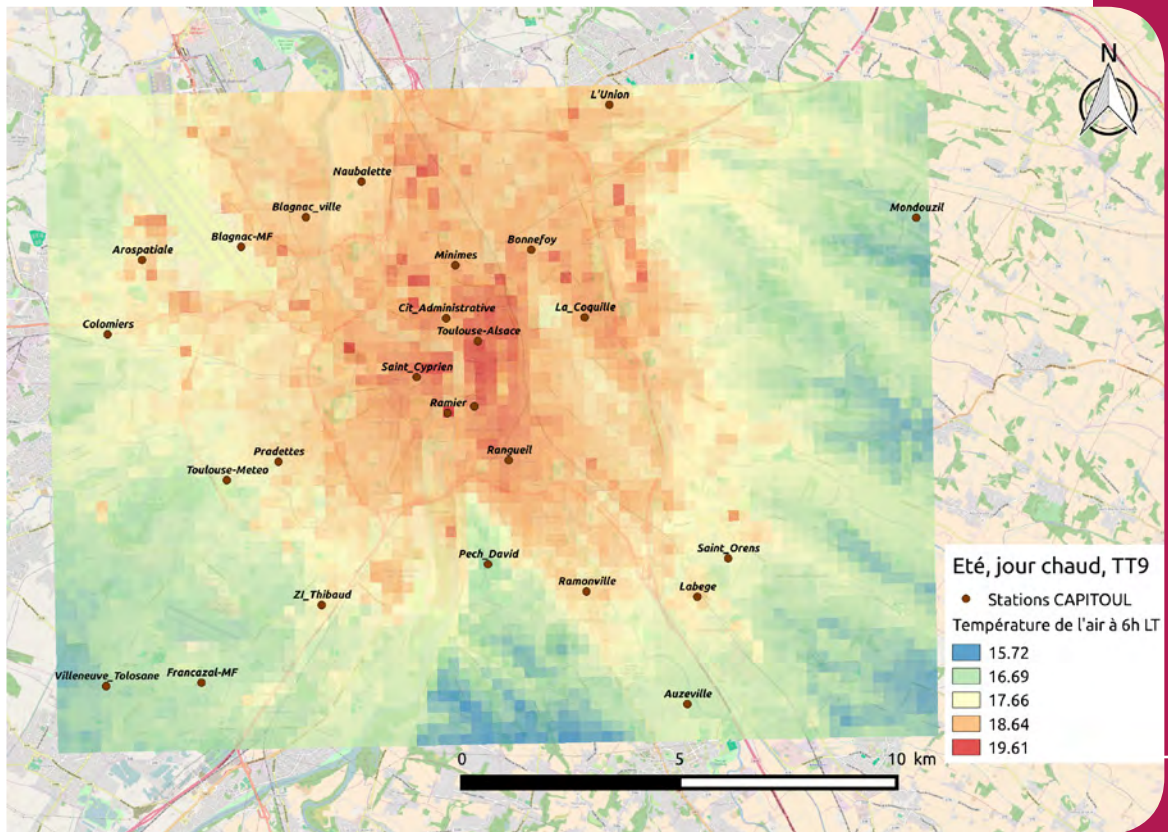 N
L'Union
Naubalette
Mondouzil
Blagnac_ville
Blagnac-MF
Bonnefoy
Arospatiale
Minimes
Cit_Administrative
La_Coquille
Colomiers
Toulouse-Alsace
Saint_Cyprien
Ramier
Pradettes
Rangueil
Toulouse-Meteo
Pech_David
Saint_Orens
Ramonville
Labege
ZI_Thibaud
Villeneuve_Tolosane
Francazal-MF
Auzeville
0 5 10 km
Eté, jour chaud, TT9
Stations CAPITOUL
Température de l'air à 6h LT
15.72
16.69
17.66
18.64
19.61